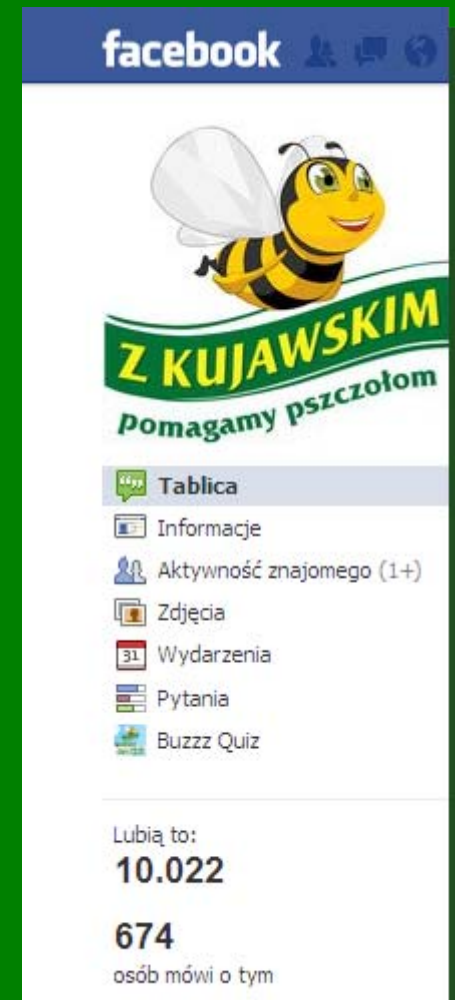 facebook
Z KUJAWSKIM
pomagamy pszczołom
Tablica
31
Informacje
Aktywność znajomego (1+)
Zdjęcia
Wydarzenia
Pytania
Buzzz Quiz
Lubią to:
10.022
674
osób mówi o tym